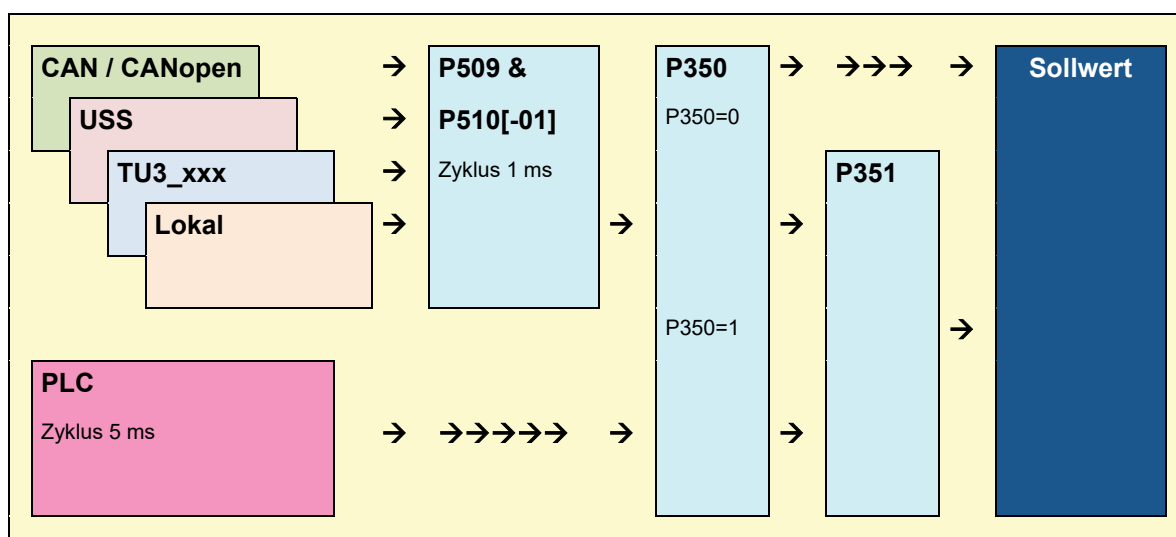 CAN / CANopen
USS
TU3_xxx
Lokal
→
→
→
→
P509 &
P510[-01]
Zyklus 1 ms
→
P350
P350=0
P350=1
→ →→→ →
→
P351
→
Sollwert
PLC
Zyklus 5 ms
→ →→→→→ →
→